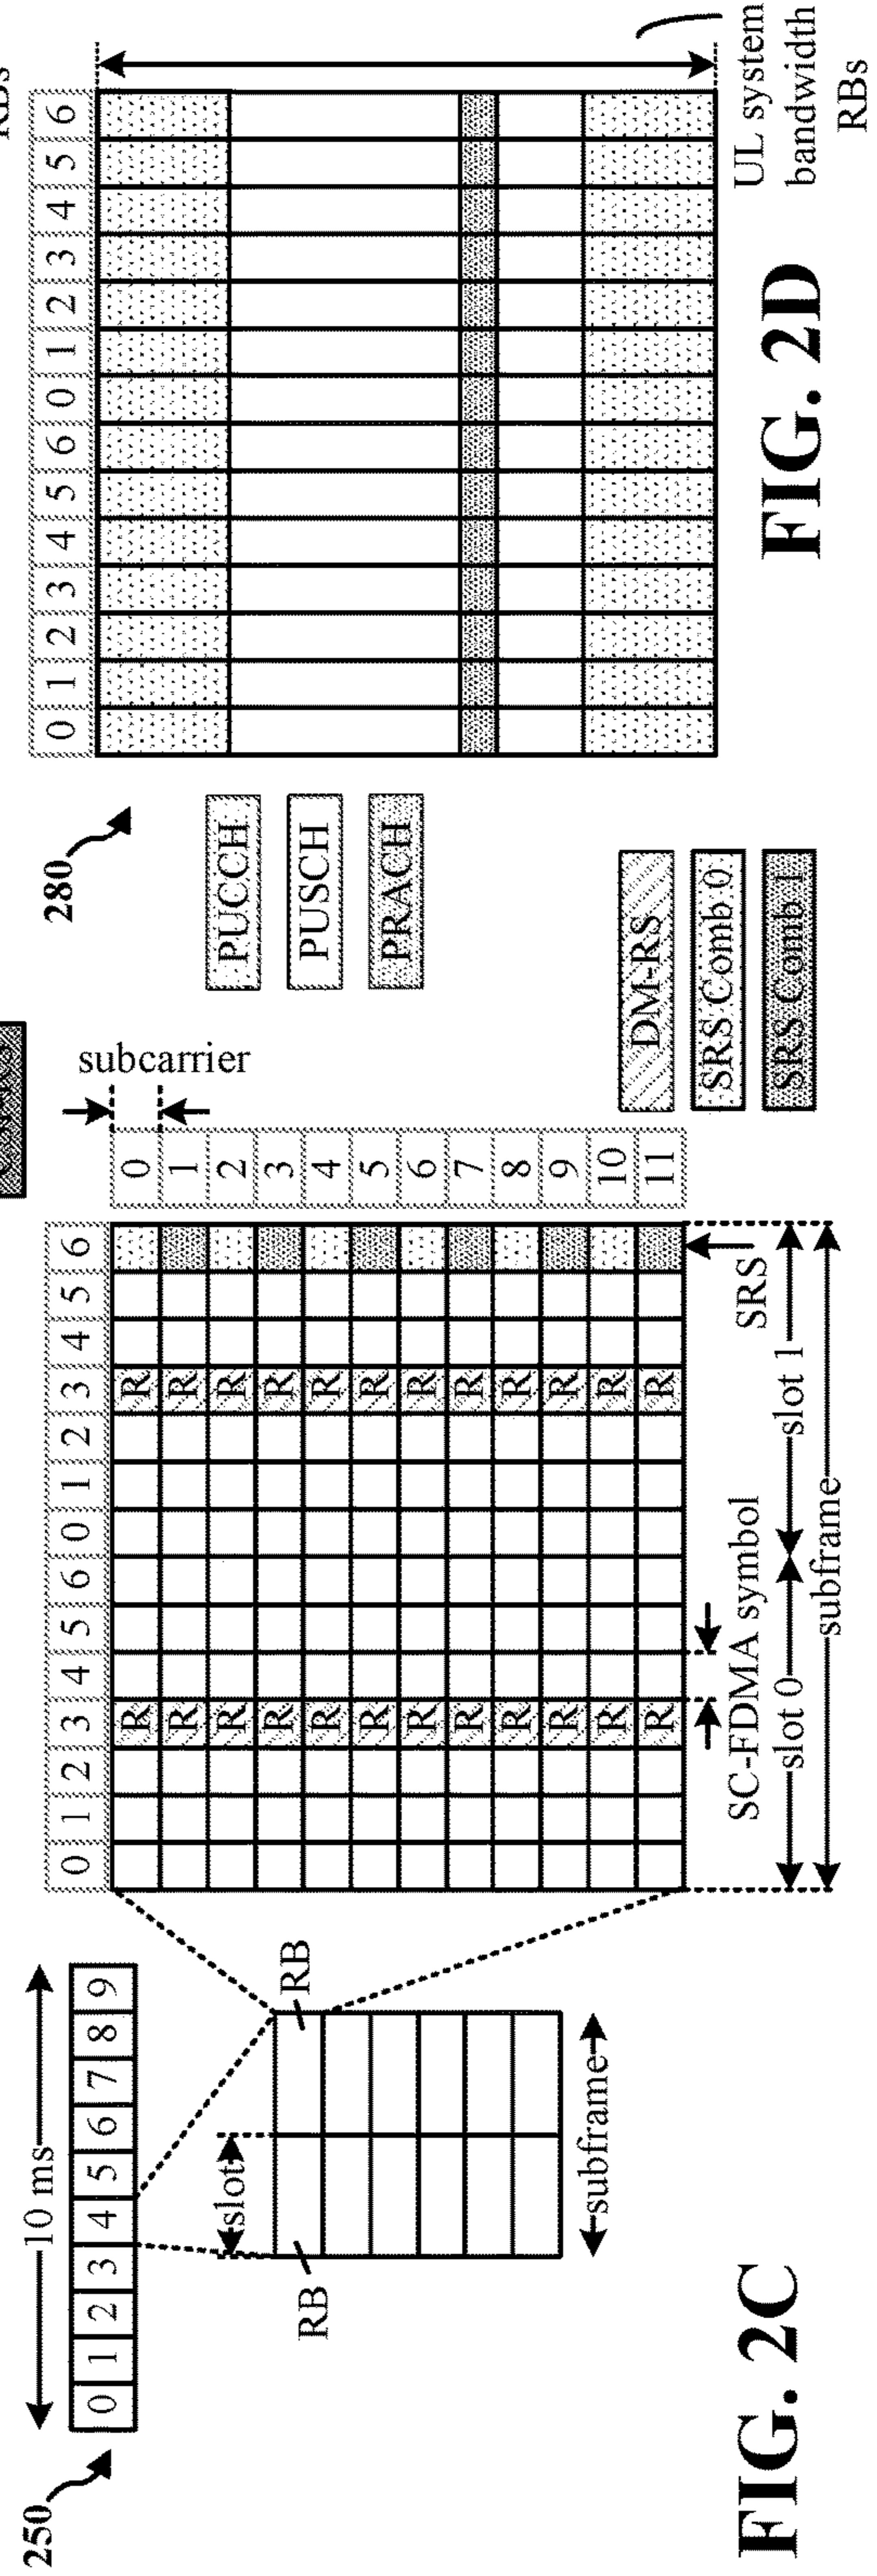 250
10 ms
0 1 2 3 4 5 6 7 8 9
slot
RB
RB
subframe
FIG. 2C
0 1 2 3 4 5 6 0 1 2 3 4 5 6
subcarrier
R R 0
R R 1
R R 2
R R 3
R R 4
R R 5
R R 6
R R 7
R R 8
R R 9
R R 10
R R 11
SC-FDMA symbol
SRS
slot 0
slot 1
subframe
DM-RS
SRS Comb 0
SRS Comb 1
280
PUCCH
PUSCH
PRACH
0 1 2 3 4 5 6 0 1 2 3 4 5 6
UL system
bandwidth
RBs
FIG. 2D
RBs